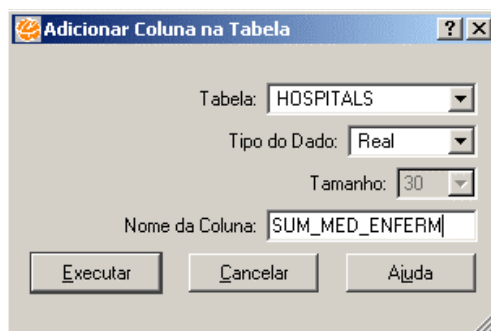 Adicionar Coluna na Tabela
Tabela: HOSPITALS
Tipo do Dado: Real
Tamanho: 30
Nome da Coluna: SUM_MED_ENFERM
Executar Cancelar Ajuda